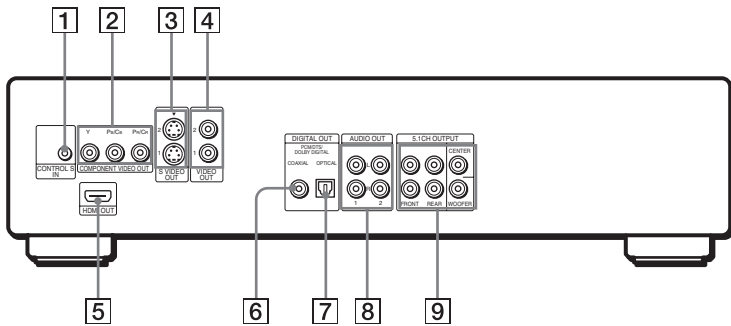 1 2 3 4
2
1
S VIDEO
OUT
2
1
VIDEO
OUT
Y PB/CB PR/CR
COMPONENT VIDEO OUT
CONTROL S
IN
HDMI OUT
DIGITAL OUT
PCM/DTS/
DOLBY DIGITAL
COAXIAL OPTICAL
AUDIO OUT
L
R
1 2
5.1CH OUTPUT
CENTER
FRONT REAR WOOFER
5 6 7 8 9